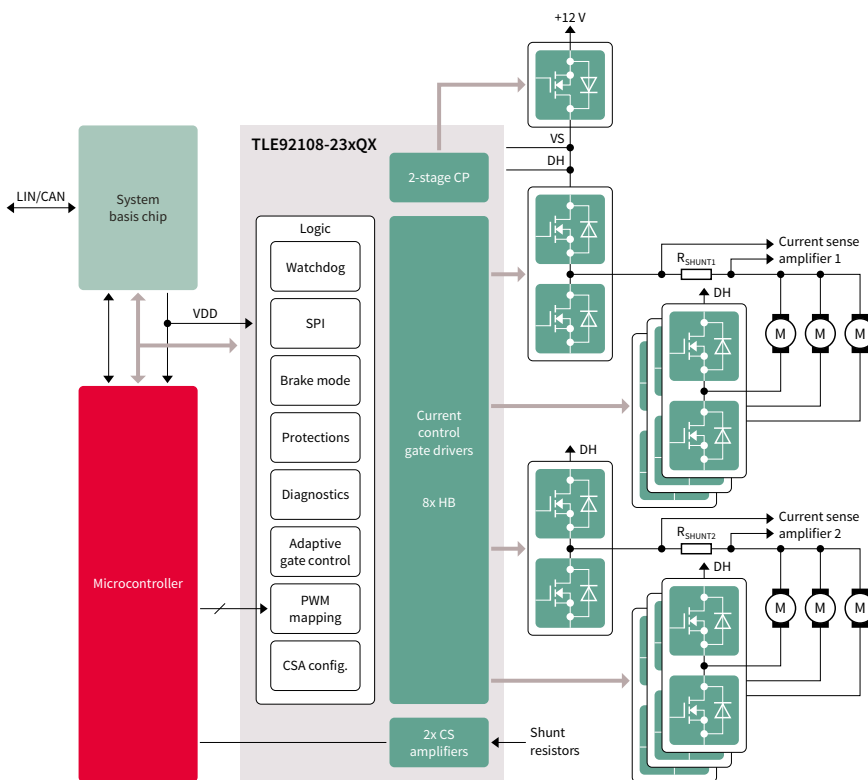 +12 V
TLE92108-23xQX
VS
DH
2-stage CP
LIN/CAN
System
basis chip
Logic
Watchdog
SPI
Brake mode
Protections
Diagnostics
Adaptive
gate control
PWM
mapping
CSA config.
VDD
Current
control
gate drivers
8x HB
Current sense
amplifier 1
RSHUNT1
DH
M
M
M
DH
Current sense
amplifier 2
RSHUNT2
DH
M
M
M
Microcontroller
2x CS
amplifiers
Shunt
resistors